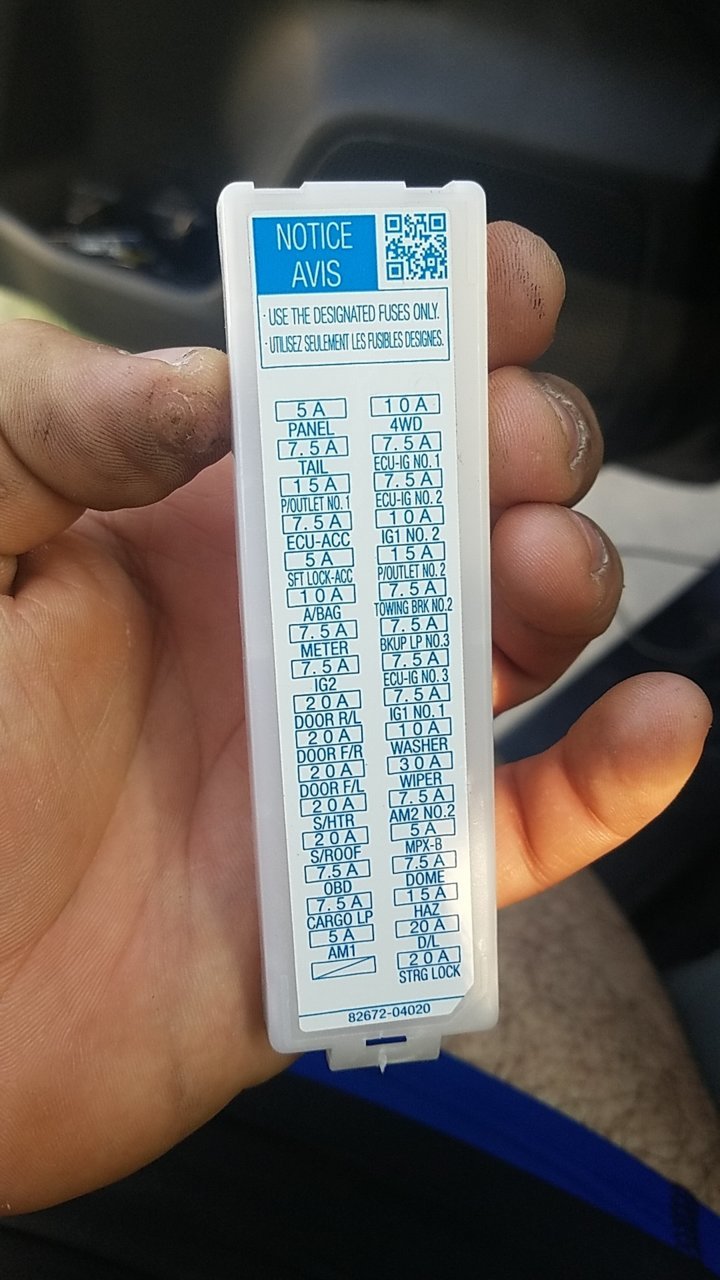 NOTICE
AVIS
· USE THE DESIGNATED FUSES ONLY.
· UTILISEZ SEULEMENT LES FUSIBLES DESIGNES.
5 A
PANEL
7.5 A
TAIL
15 A
P/OUTLET NO. 1
7.5 A
ECU-ACC
5 A
SFT LOCK-ACC
10 A
A/BAG
7.5 A
METER
7.5 A
IG2
20 A
DOOR R/L
20 A
DOOR F/R
20 A
DOOR F/L
20 A
S/HTR
20 A
S/ROOF
7.5 A
OBD
7.5 A
CARGO LP
5 A
AM1
10 A
4WD
7.5 A
ECU-IG NO. 1
7.5 A
ECU-IG NO. 2
10 A
IG1 NO. 2
15 A
P/OUTLET NO. 2
7.5 A
TOWING BRK NO.2
7.5 A
BKUP LP NO.3
7.5 A
ECU-IG NO. 3
7.5 A
IG1 NO. 1
10 A
WASHER
30 A
WIPER
7.5 A
AM2 NO.2
5 A
MPX-B
7.5 A
DOME
15 A
HAZ
20 A
D/L
20 A
STRG LOCK
82672-04020